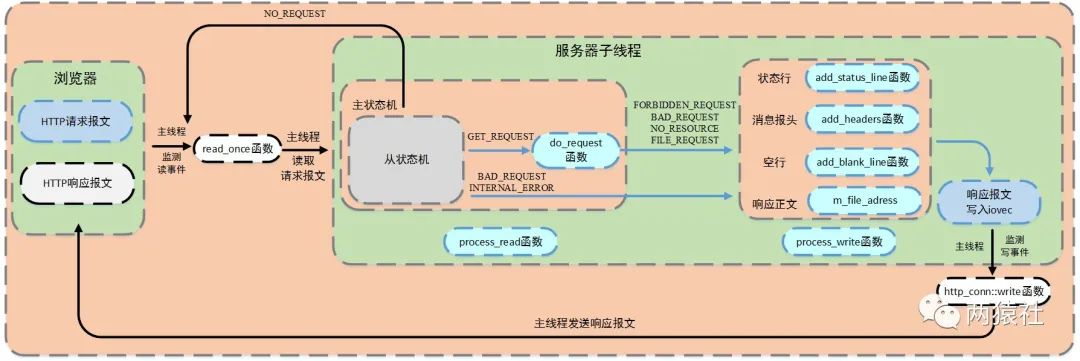 NO_REQUEST
服务器子线程
浏览器
HTTP请求报文
HTTP响应报文
主线程
监测
读事件
read_once函数
主线程
读取
请求报文
主状态机
从状态机
GET_REQUEST
do_request
函数
BAD_REQUEST
INTERNAL_ERROR
process_read函数
FORBIDDEN_REQUEST
BAD_REQUEST
NO_RESOURCE
FILE_REQUEST
状态行
add_status_line函数
消息报头
add_headers函数
空行
add_blank_line函数
响应正文
m_file_adress
process_write函数
响应报文
写入iovec
主线程
监测
写事件
http_conn::write函数
主线程发送响应报文
两猿社